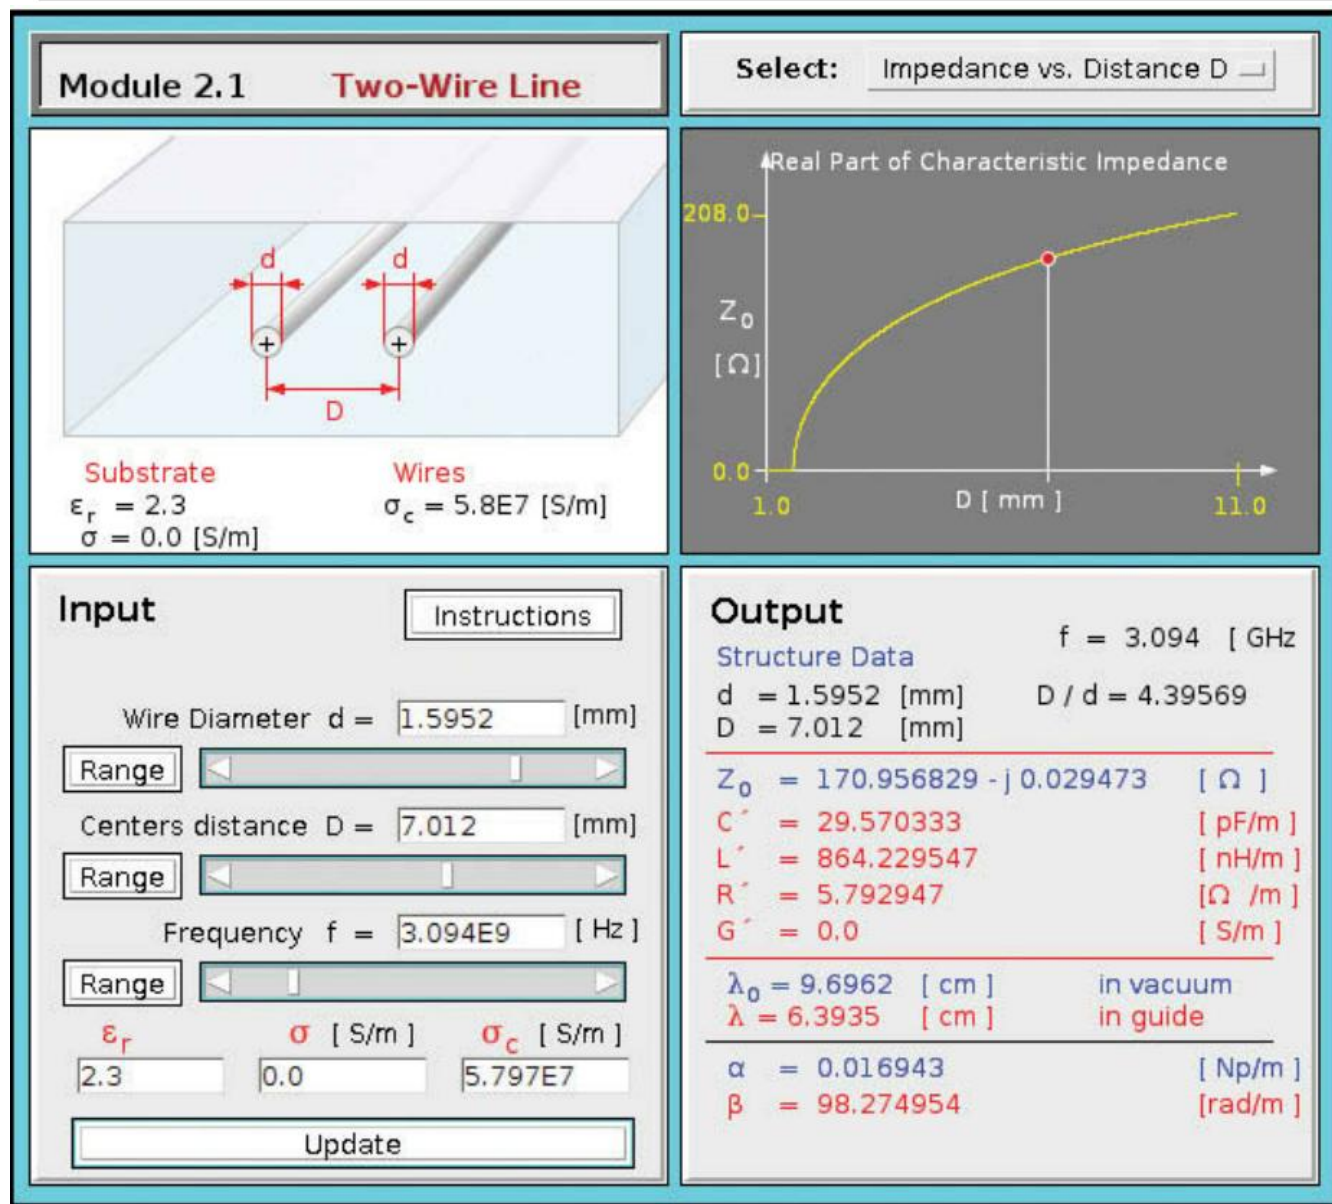 Module 2.1 Two-Wire Line
Select: Impedance vs. Distance D
d d
+ +
D
Substrate Wires
εr = 2.3 σc = 5.8E7 [S/m]
σ = 0.0 [S/m]
Real Part of Characteristic Impedance
208.0
Z0
[Ω]
0.0
1.0 D [ mm ] 11.0
Input Instructions
Wire Diameter d = 1.5952 [mm]
Range
Centers distance D = 7.012 [mm]
Range
Frequency f = 3.094E9 [ Hz ]
Range
εr σ [ S/m ] σc [ S/m ]
2.3 0.0 5.797E7
Update
Output
f = 3.094 [ GHz
Structure Data
d = 1.5952 [mm] D / d = 4.39569
D = 7.012 [mm]
Z0 = 170.956829 - j 0.029473 [ Ω ]
C´ = 29.570333 [ pF/m ]
L´ = 864.229547 [ nH/m ]
R´ = 5.792947 [Ω /m ]
G´ = 0.0 [ S/m ]
λ0 = 9.6962 [ cm ] in vacuum
λ = 6.3935 [ cm ] in guide
α = 0.016943 [ Np/m ]
β = 98.274954 [rad/m ]